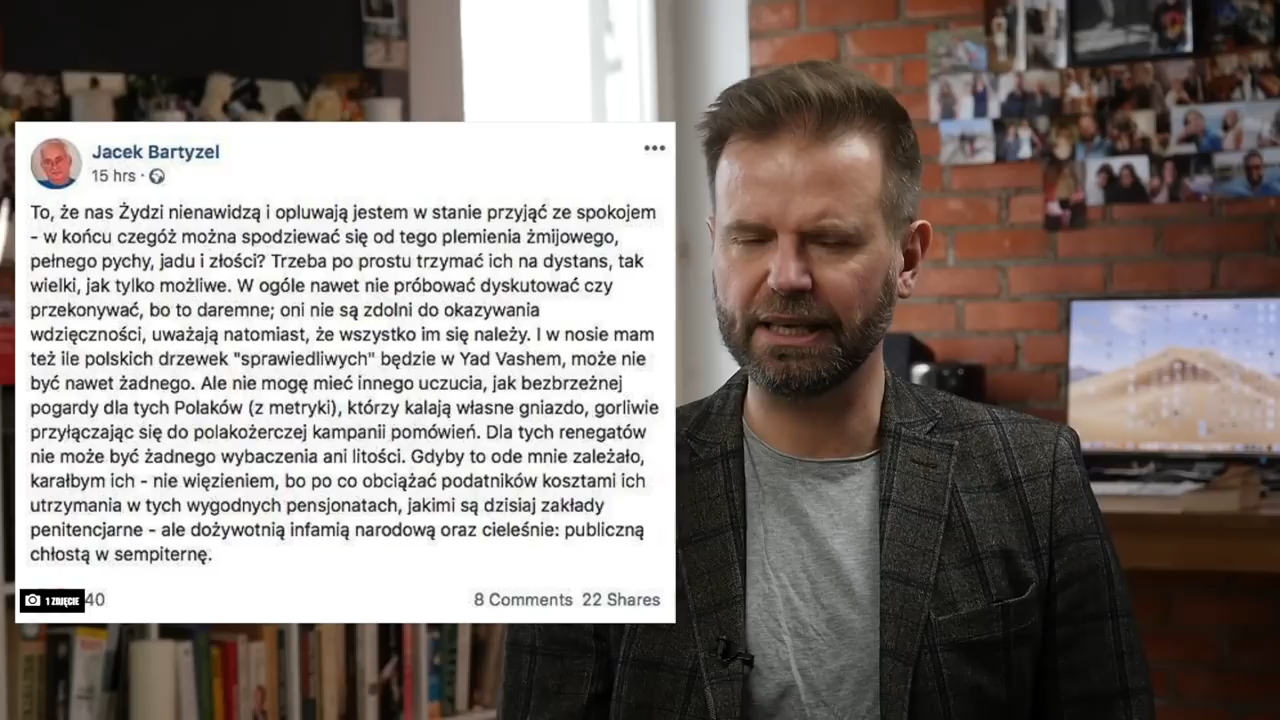 Jacek Bartyzel
15 hrs ·
To, że nas Żydzi nienawidzą i opluwają jestem w stanie przyjąć ze spokojem
- w końcu czegóż można spodziewać się od tego plemienia żmijowego,
pełnego pychy, jadu i złości? Trzeba po prostu trzymać ich na dystans, tak
wielki, jak tylko możliwe. W ogóle nawet nie próbować dyskutować czy
przekonywać, bo to daremne; oni nie są zdolni do okazywania
wdzięczności, uważają natomiast, że wszystko im się należy. I w nosie mam
też ile polskich drzewek "sprawiedliwych" będzie w Yad Vashem, może nie
być nawet żadnego. Ale nie mogę mieć innego uczucia, jak bezbrzeżnej
pogardy dla tych Polaków (z metryki), którzy kalają własne gniazdo, gorliwie
przyłączając się do polakożerczej kampanii pomówień. Dla tych renegatów
nie może być żadnego wybaczenia ani litości. Gdyby to ode mnie zależało,
karałbym ich - nie więzieniem, bo po co obciążać podatników kosztami ich
utrzymania w tych wygodnych pensjonatach, jakimi są dzisiaj zakłady
penitencjarne - ale dożywotnią infamią narodową oraz cieleśnie: publiczną
chłostą w sempiternę.
1 ZDJĘCIE 40 8 Comments 22 Shares